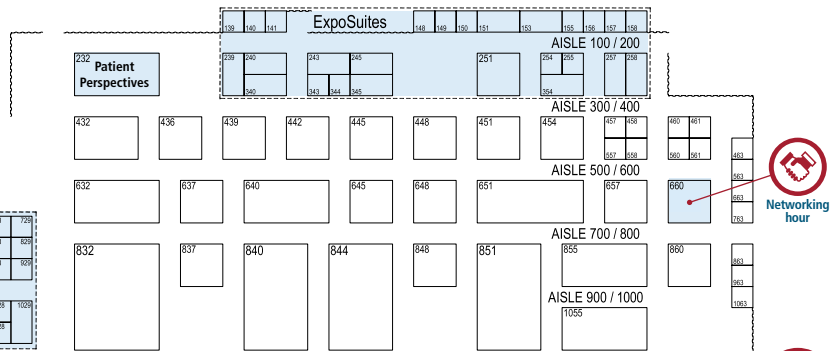 ExpoSuites
139 140 141 148 149 150 151 153 155 156 157 158
AISLE 100 / 200
232 239 240 243 245 251 254 255 257 258
Patient
Perspectives
340 343 344 345 354
AISLE 300 / 400
432 436 439 442 445 448 451 454 457 458 460 461
557 558 560 561 463
AISLE 500 / 600
563
632 637 640 645 648 651 657 660 663
Networking
hour
729 763
AISLE 700 / 800
829
832 837 840 844 848 851 855 860 863
929 963
AISLE 900 / 1000
1029 1055 1063